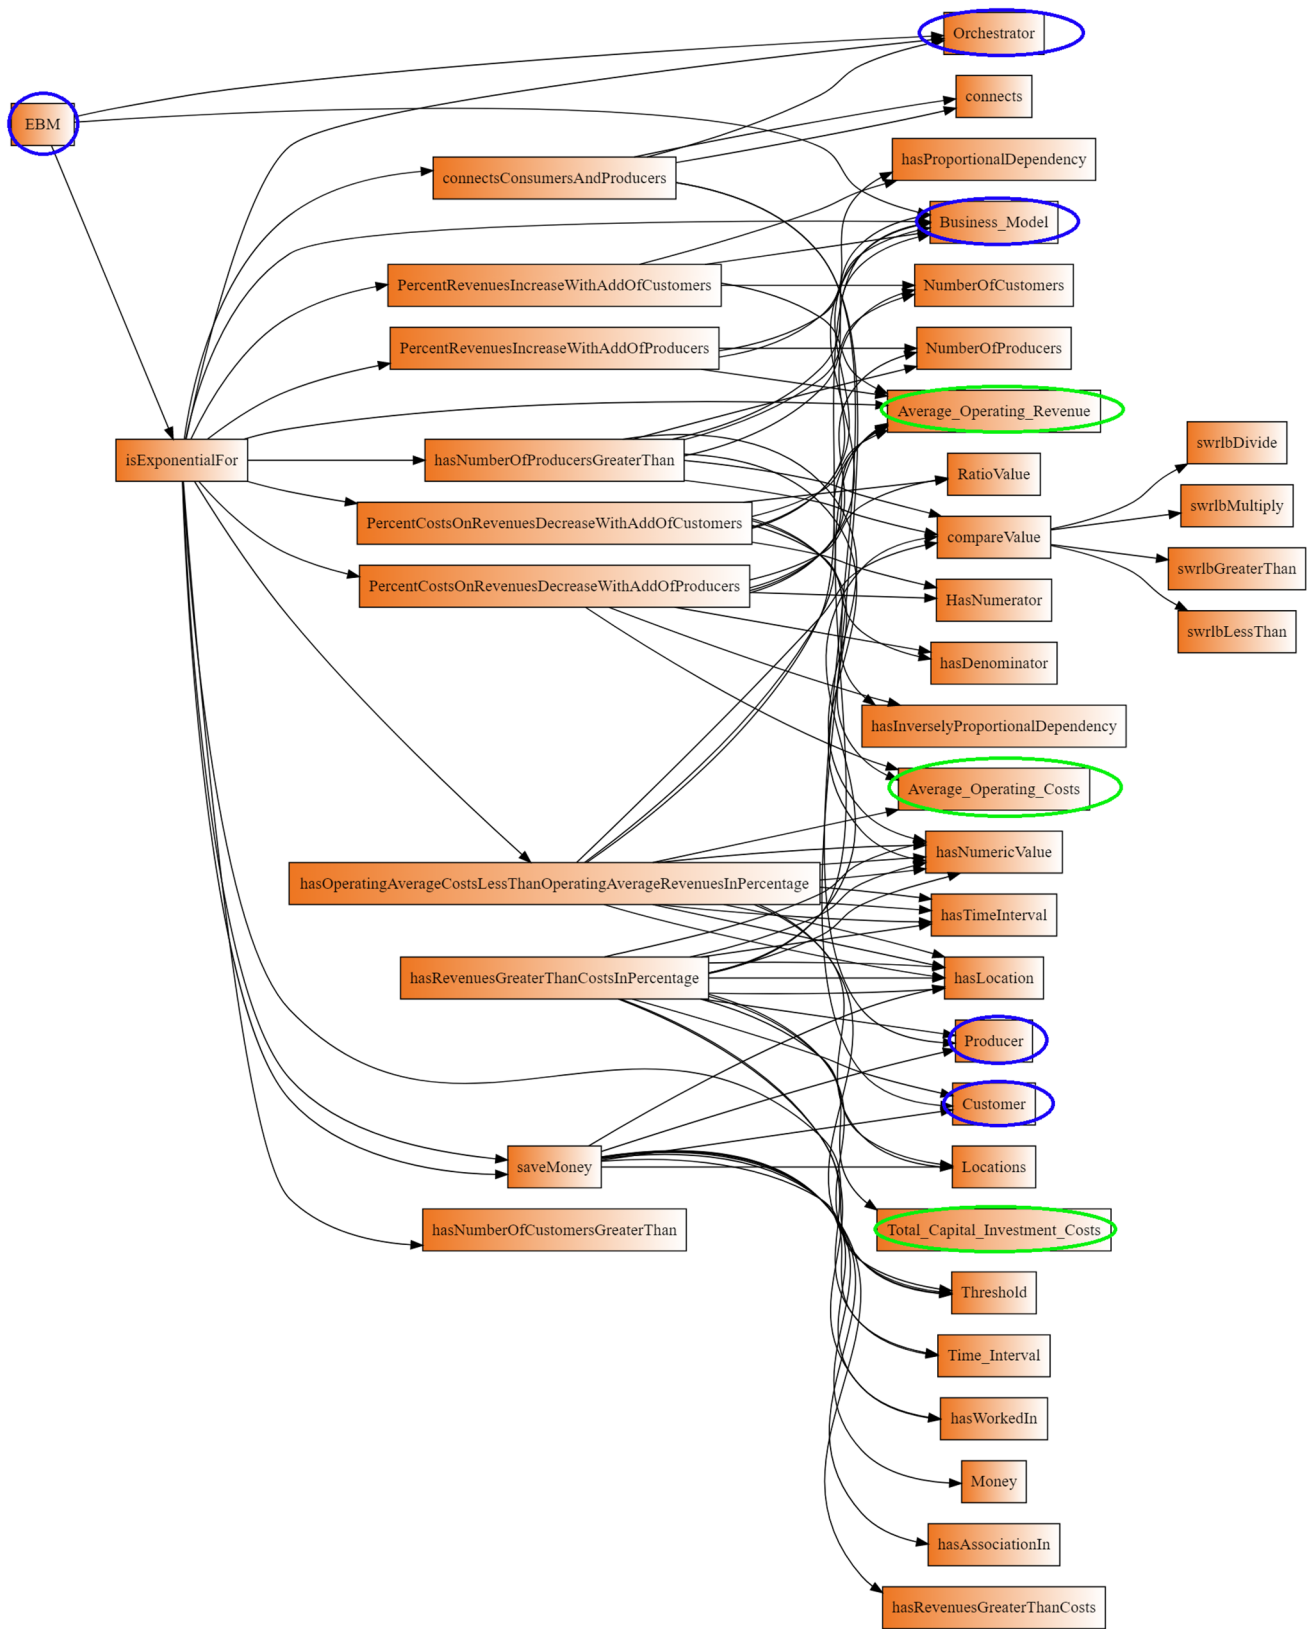 Orchestrator
connects
EBM
hasProportionalDependency
connectsConsumersAndProducers
Business_Model
PercentRevenuesIncreaseWithAddOfCustomers
NumberOfCustomers
PercentRevenuesIncreaseWithAddOfProducers
NumberOfProducers
Average_Operating_Revenue
isExponentialFor
hasNumberOfProducersGreaterThan
swrlbDivide
RatioValue
swrlbMultiply
PercentCostsOnRevenuesDecreaseWithAddOfCustomers
compareValue
swrlbGreaterThan
PercentCostsOnRevenuesDecreaseWithAddOfProducers
HasNumerator
swrlbLessThan
hasDenominator
hasInverselyProportionalDependency
Average_Operating_Costs
hasNumericValue
hasOperatingAverageCostsLessThanOperatingAverageRevenuesInPercentage
hasTimeInterval
hasRevenuesGreaterThanCostsInPercentage
hasLocation
Producer
Customer
saveMoney
Locations
hasNumberOfCustomersGreaterThan
Total_Capital_Investment_Costs
Threshold
Time_Interval
hasWorkedIn
Money
hasAssociationIn
hasRevenuesGreaterThanCosts